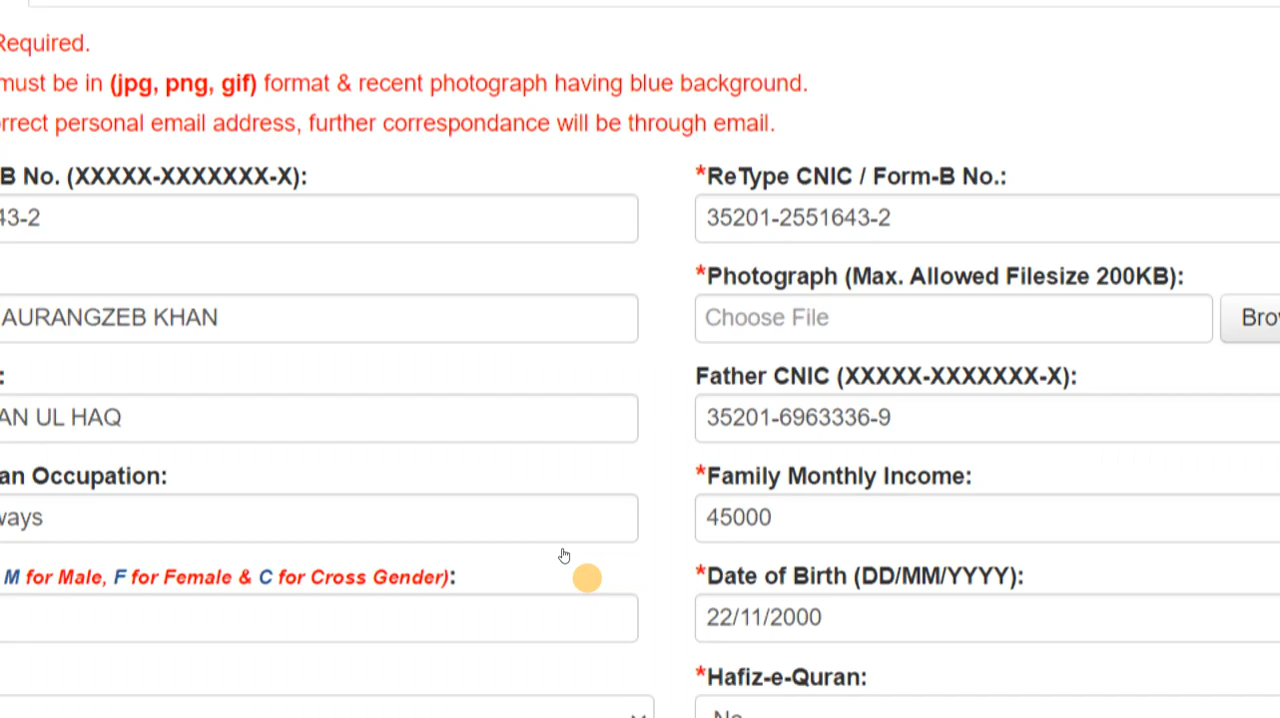 Required.
must be in (jpg, png, gif) format & recent photograph having blue background.
rrect personal email address, further correspondance will be through email.
B No. (XXXXX-XXXXXXX-X):
*ReType CNIC / Form-B No.:
43-2
35201-2551643-2
*Photograph (Max. Allowed Filesize 200KB):
AURANGZEB KHAN
Choose File
Bro
:
Father CNIC (XXXXX-XXXXXXX-X):
AN UL HAQ
35201-6963336-9
an Occupation:
*Family Monthly Income:
ways
45000
M for Male, F for Female & C for Cross Gender):
*Date of Birth (DD/MM/YYYY):
22/11/2000
*Hafiz-e-Quran:
No